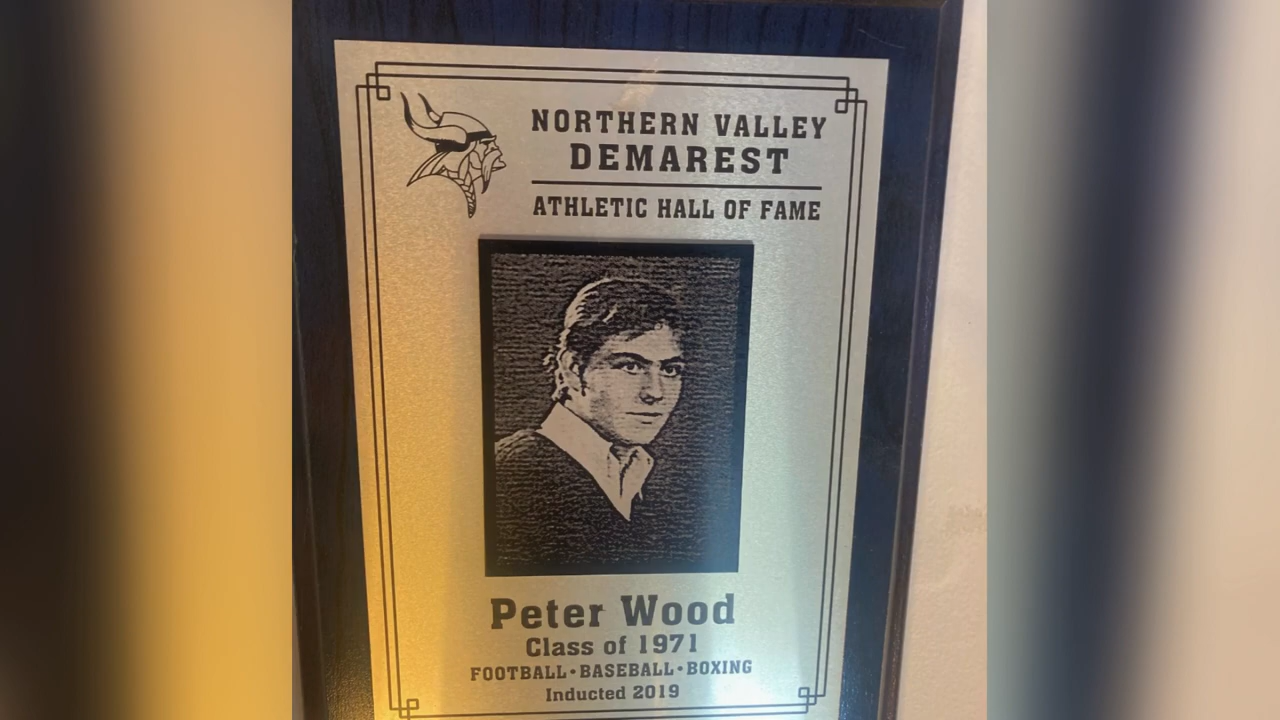 NORTHERN VALLEY
DEMAREST
ATHLETIC HALL OF FAME
Peter Wood
Class of 1971
FOOTBALL•BASEBALL•BOXING
Inducted 2019